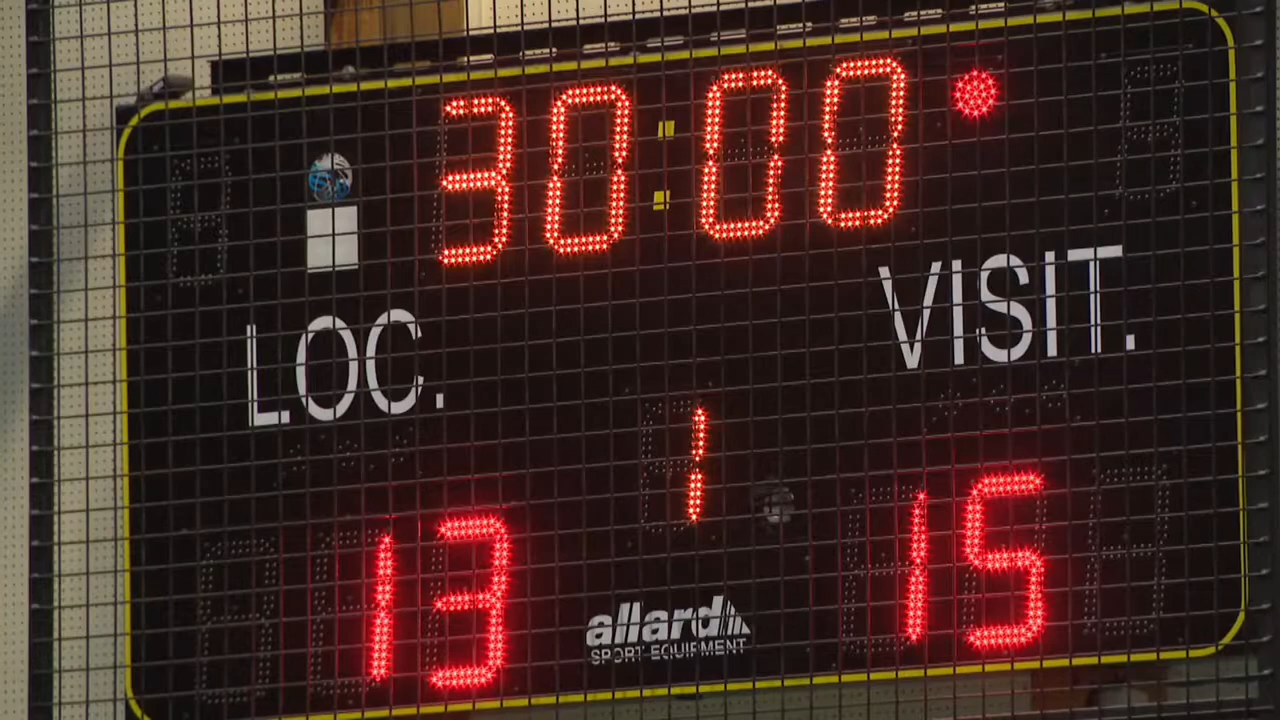 30:00
LOC.
VISIT.
1
13
15
allard
SPORT EQUIPMENT